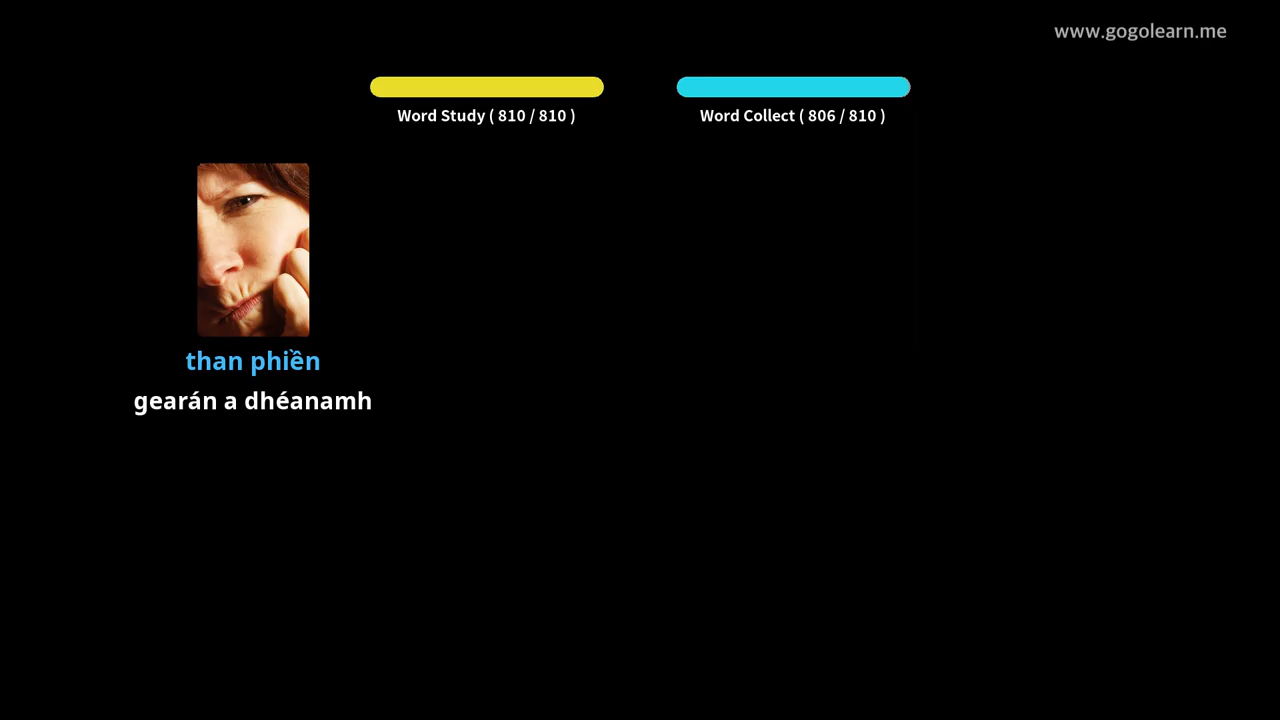 www.gogolearn.me
Word Study ( 810 / 810 )
Word Collect ( 806 / 810 )
than phiền
gearán a dhéanamh